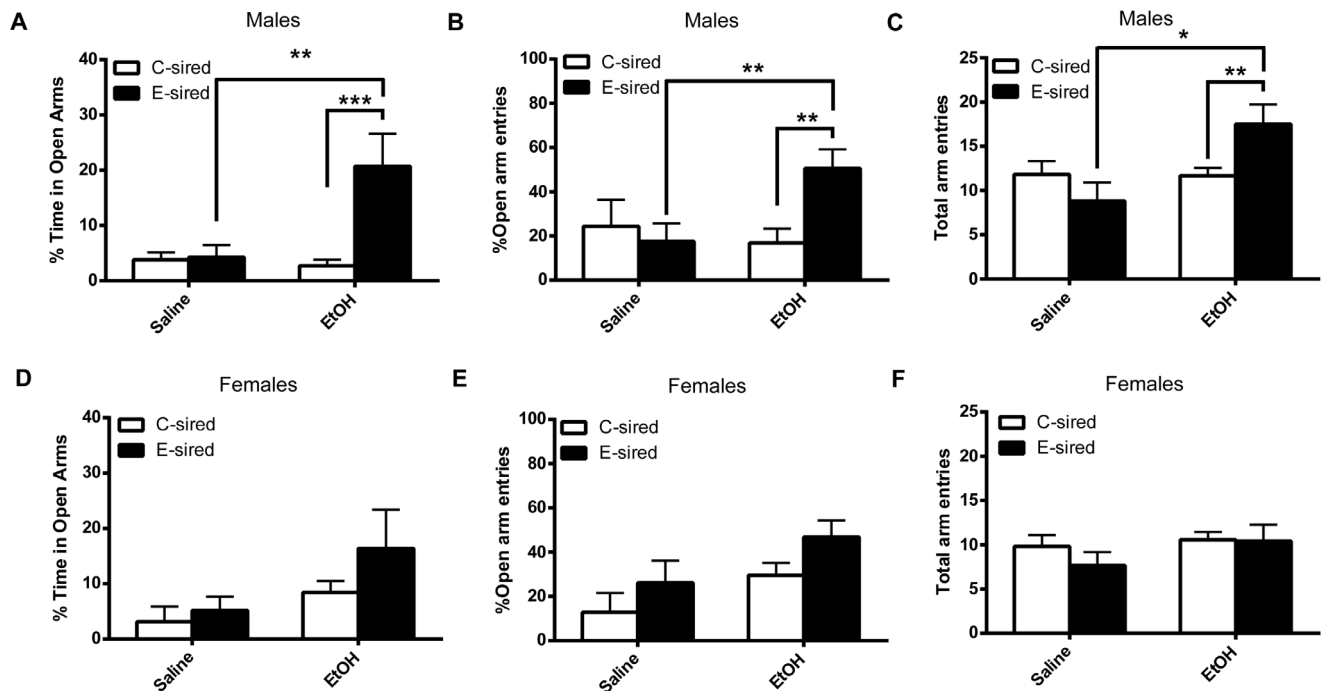 A
Males
% Time in Open Arms
40
30
20
10
0
C-sired
E-sired
**
***
Saline
EtOH
B
Males
%Open arm entries
100
80
60
40
20
0
C-sired
E-sired
**
**
Saline
EtOH
C
Males
Total arm entries
25
20
15
10
5
0
C-sired
E-sired
*
**
Saline
EtOH
D
Females
% Time in Open Arms
40
30
20
10
0
C-sired
E-sired
Saline
EtOH
E
Females
%Open arm entries
100
80
60
40
20
0
C-sired
E-sired
Saline
EtOH
F
Females
Total arm entries
25
20
15
10
5
0
C-sired
E-sired
Saline
EtOH